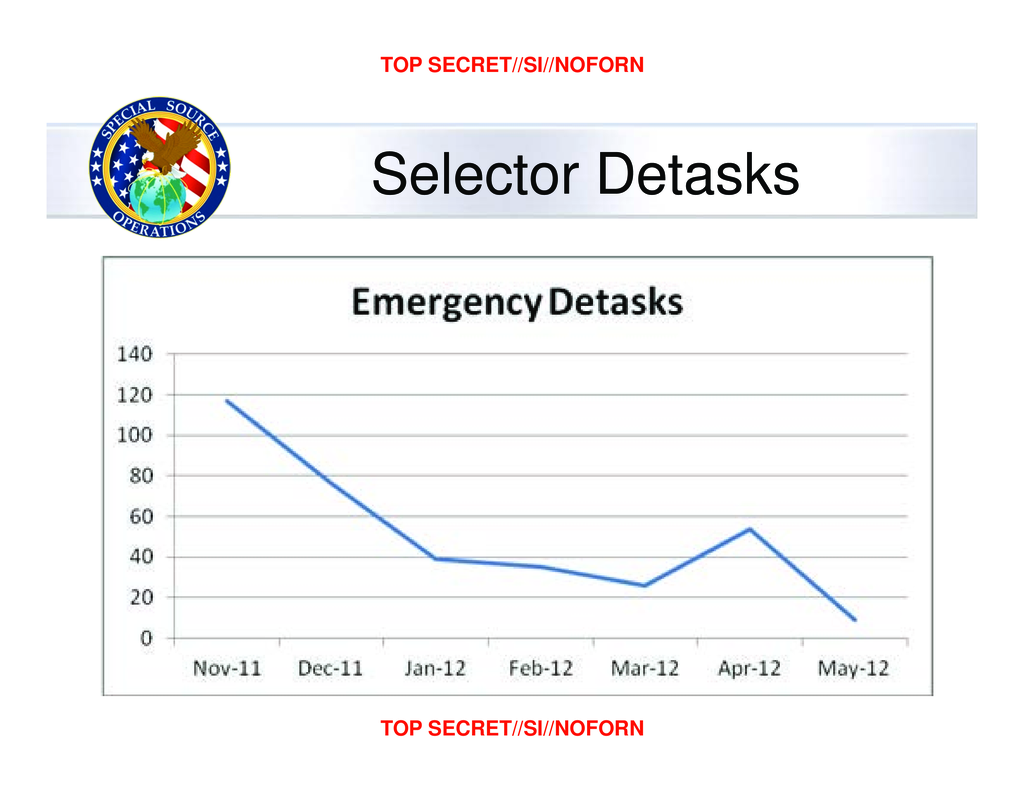 TOP SECRET//SI//NOFORN
SPECIAL SOURCE
OPERATIONS
Selector Detasks
Emergency Detasks
140
120
100
80
60
40
20
0
Nov-11 Dec-11 Jan-12 Feb-12 Mar-12 Apr-12 May-12
TOP SECRET//SI//NOFORN